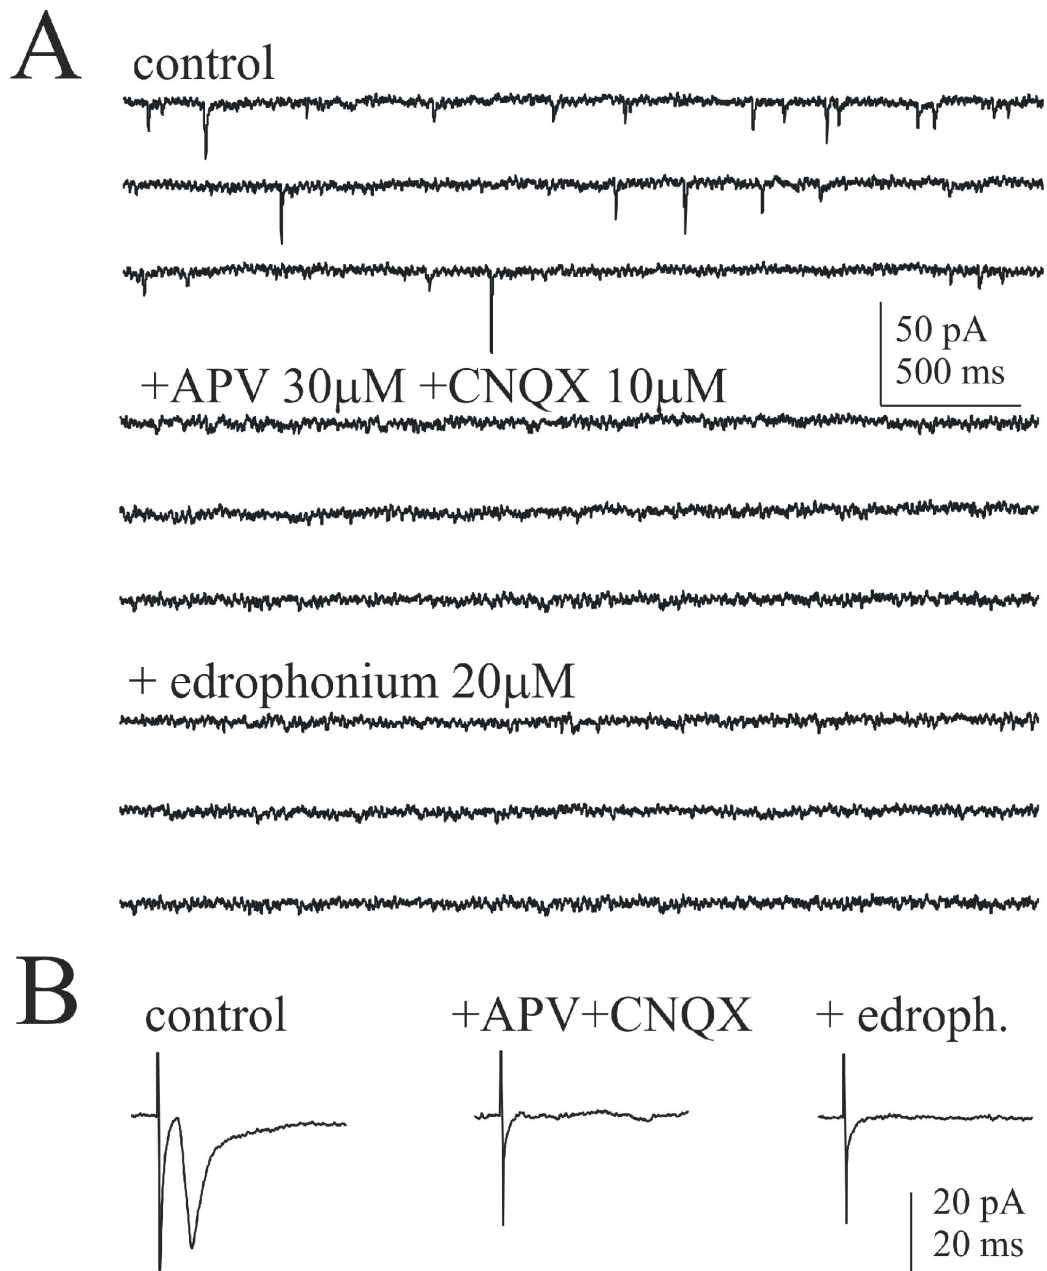 A
control
50 pA
500 ms
+APV 30μM +CNQX 10μM
+ edrophonium 20μM
B
control
+APV+CNQX
+ edroph.
20 pA
20 ms